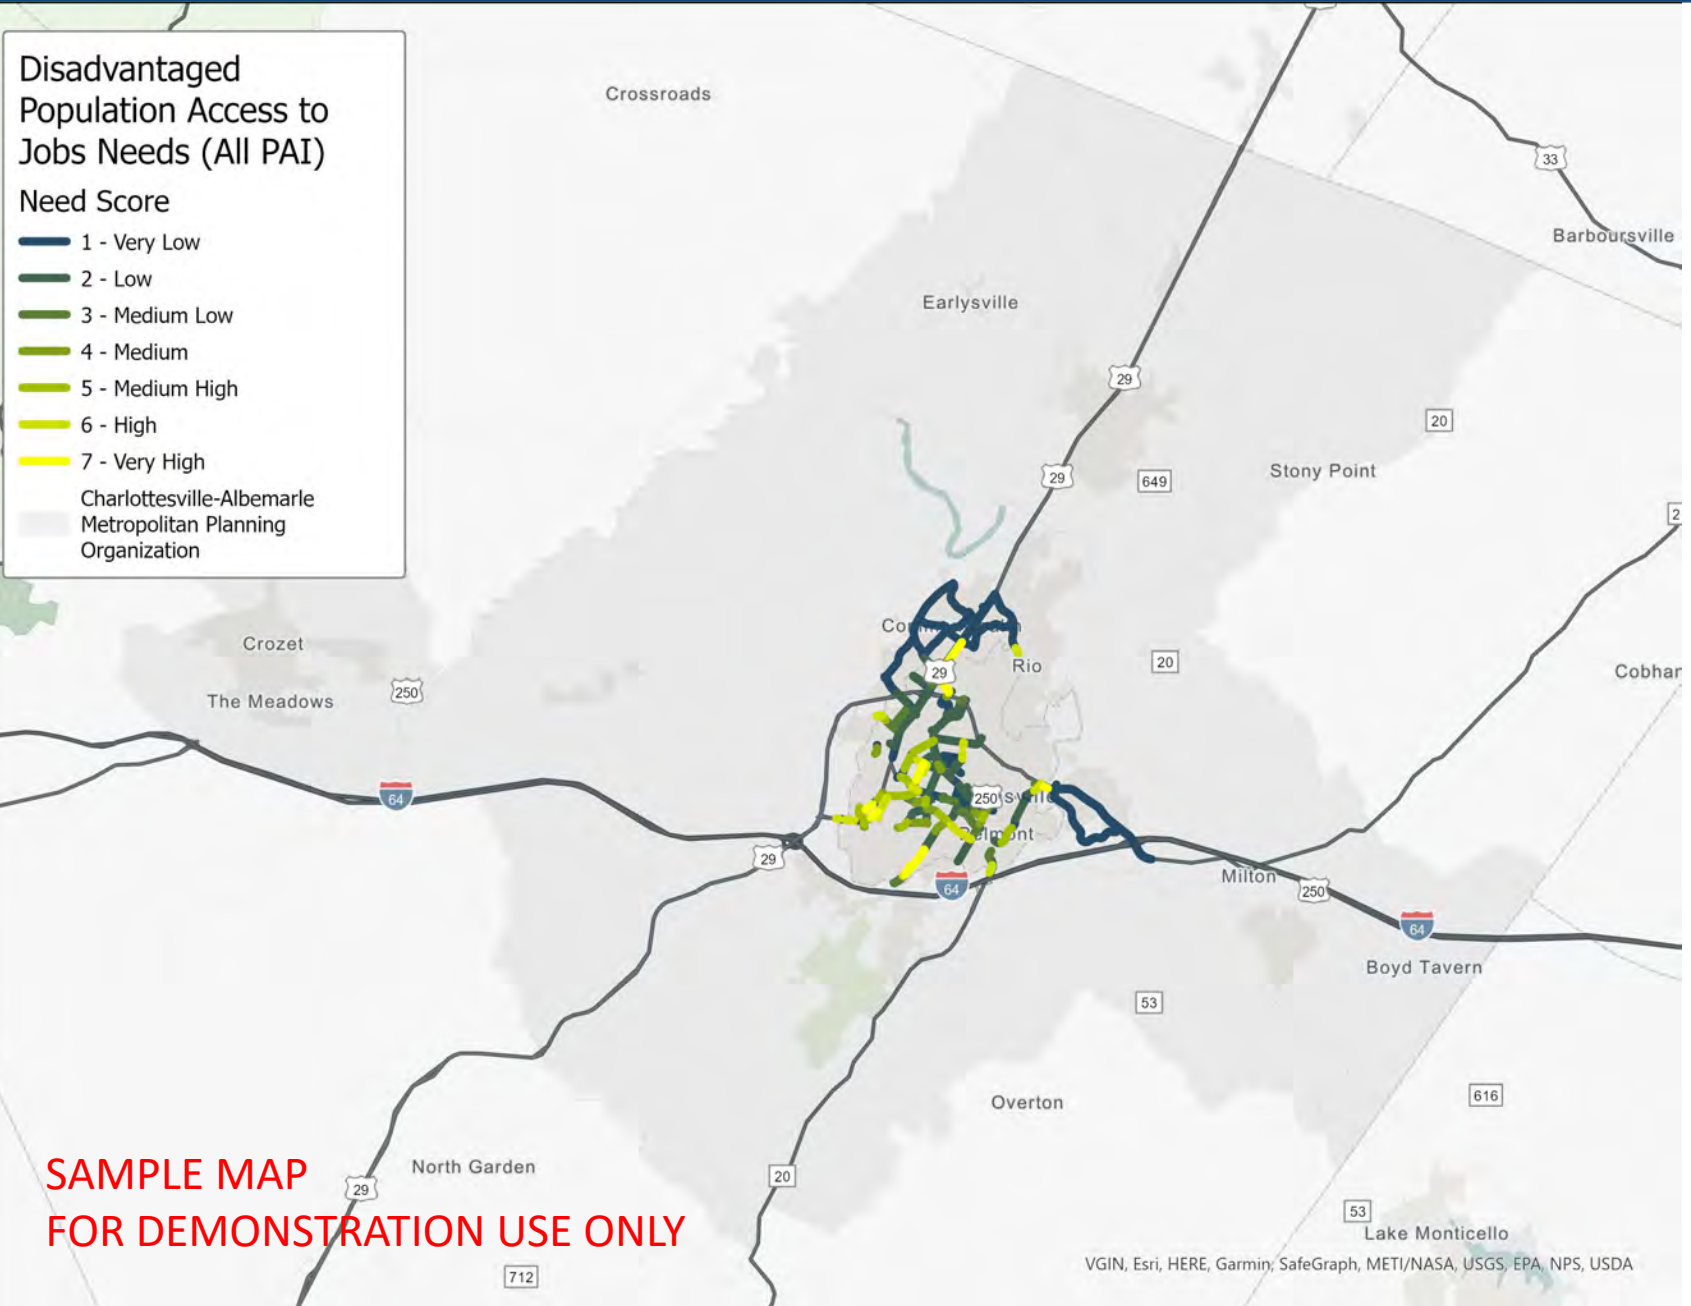 Disadvantaged
Population Access to
Jobs Needs (All PAI)
Need Score
1 - Very Low
2 - Low
3 - Medium Low
4 - Medium
5 - Medium High
6 - High
7 - Very High
Charlottesville-Albemarle
Metropolitan Planning
Organization
Crossroads
33
Barboursville
Earlysville
29
20
29
649
Stony Point
2
Crozet
Rio
20
29
Cobhar
250
The Meadows
64
250
Belmont
29
64
Milton
250
64
Boyd Tavern
53
Overton
616
SAMPLE MAP
North Garden
20
29
FOR DEMONSTRATION USE ONLY
53
Lake Monticello
VGIN, Esri, HERE, Garmin, SafeGraph, METI/NASA, USGS, EPA, NPS, USDA
712